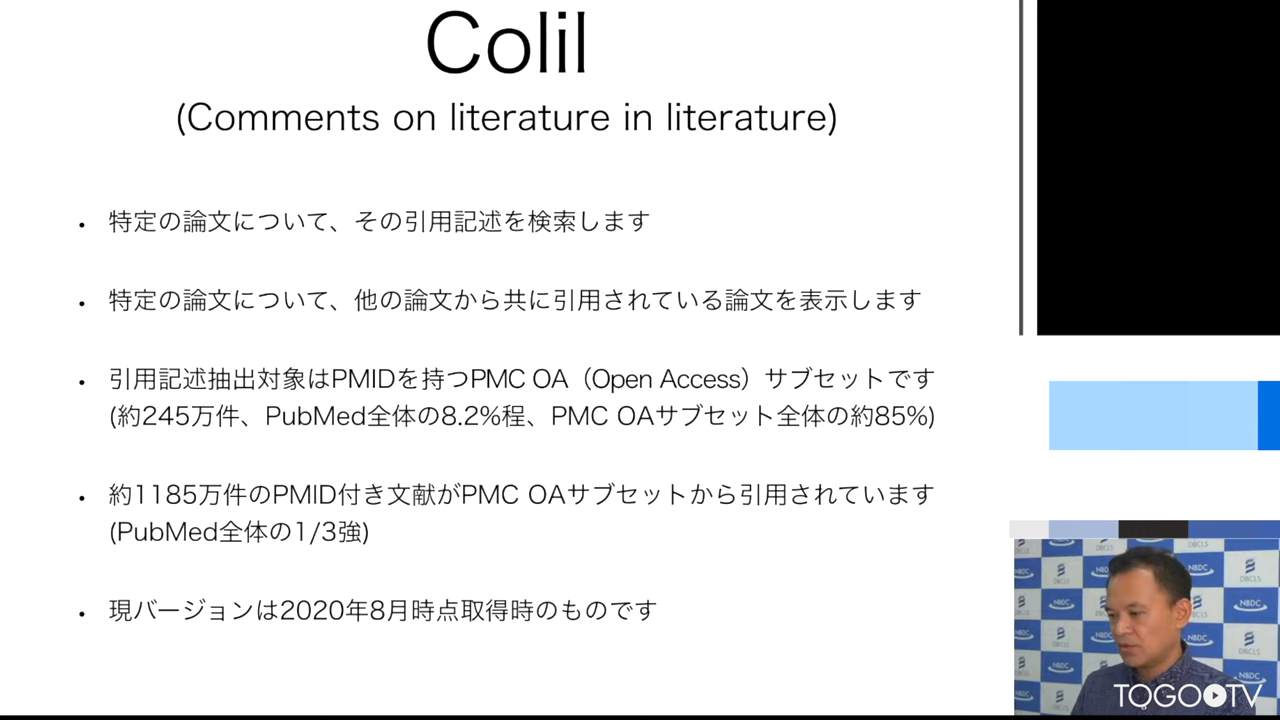 Colil
(Comments on literature in literature)
・ 特定の論文について、その引用記述を検索します
・ 特定の論文について、他の論文から共に引用されている論文を表示します
・ 引用記述抽出対象はPMIDを持つPMC OA（Open Access）サブセットです
(約245万件、PubMed全体の8.2%程、PMC OAサブセット全体の約85%)
・ 約1185万件のPMID付き文献がPMC OAサブセットから引用されています
(PubMed全体の1/3強)
・ 現バージョンは2020年8月時点取得時のものです
DBCLS
NBDC
DBCLS
NBDC
NBDC
DBCLS
NBDC
TOGOTV